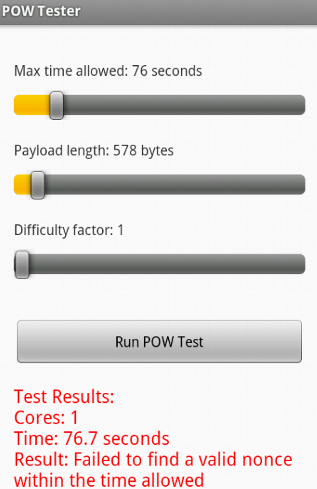 POW Tester
Max time allowed: 76 seconds
Payload length: 578 bytes
Difficulty factor: 1
Run POW Test
Test Results:
Cores: 1
Time: 76.7 seconds
Result: Failed to find a valid nonce
within the time allowed